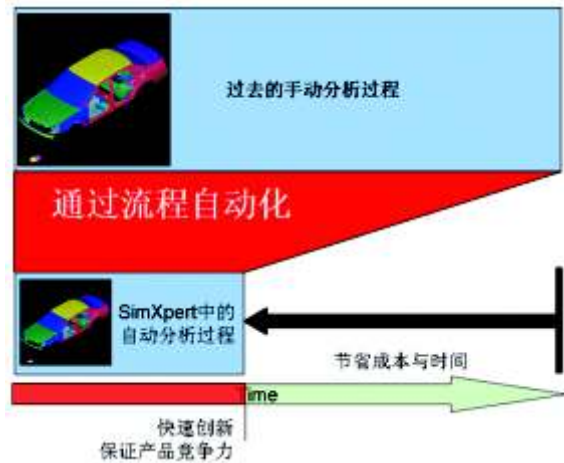 过去的手动分析过程
通过流程自动化
SimXpert中的
自动分析过程
节省成本与时间
Time
快速创新
保证产品竞争力